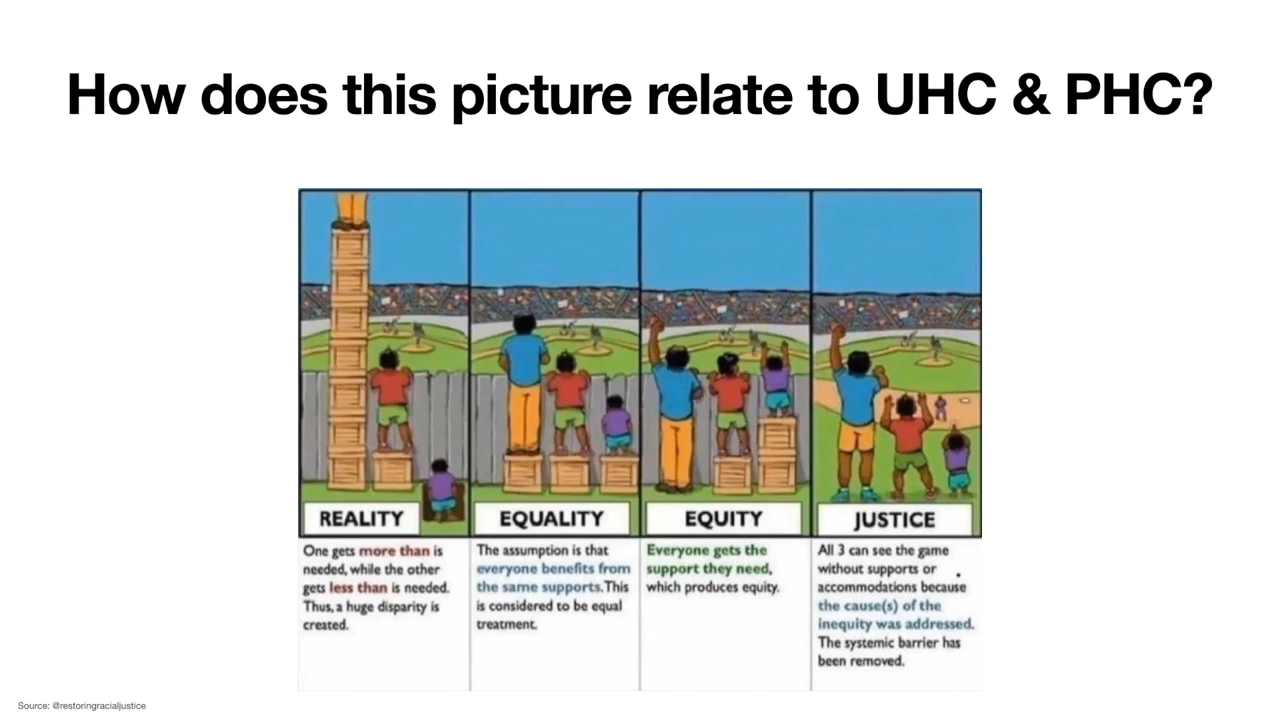 How does this picture relate to UHC & PHC?
REALITY
EQUALITY
EQUITY
JUSTICE
One gets more than is
needed, while the other
gets less than is needed.
Thus, a huge disparity is
created.
The assumption is that
everyone benefits from
the same supports. This
is considered to be equal
treatment.
Everyone gets the
support they need,
which produces equity.
All 3 can see the game
without supports or
accommodations because
the cause(s) of the
inequity was addressed.
The systemic barrier has
been removed.
Source: @restoringracialjustice